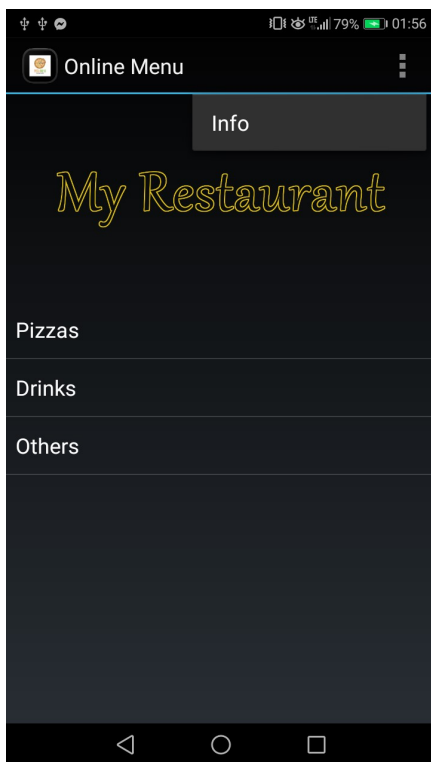 79% 01:56
Online Menu
Info
My Restaurant
Pizzas
Drinks
Others